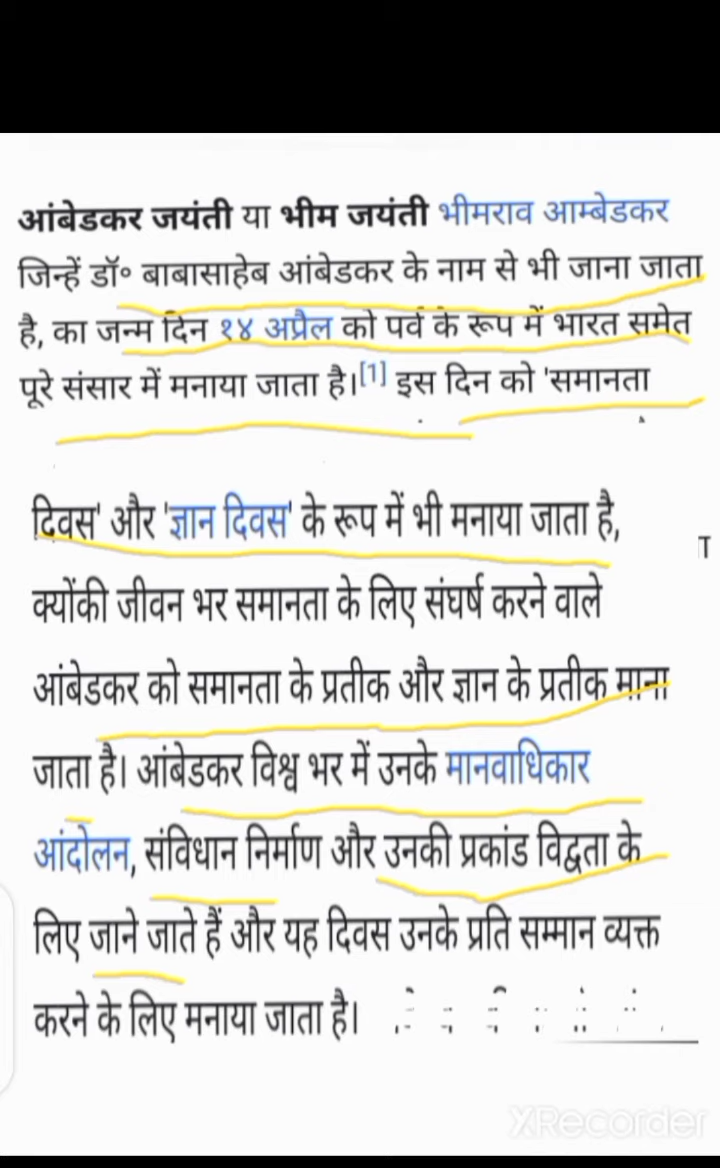 आंबेडकर जयंती या भीम जयंती भीमराव आम्बेडकर
जिन्हें डॉ॰ बाबासाहेब आंबेडकर के नाम से भी जाना जाता
है, का जन्म दिन १४ अप्रैल को पर्व के रूप में भारत समेत
पूरे संसार में मनाया जाता है।[1] इस दिन को 'समानता
दिवस' और 'ज्ञान दिवस' के रूप में भी मनाया जाता है,
क्योंकी जीवन भर समानता के लिए संघर्ष करने वाले
आंबेडकर को समानता के प्रतीक और ज्ञान के प्रतीक माना
जाता है। आंबेडकर विश्व भर में उनके मानवाधिकार
आंदोलन, संविधान निर्माण और उनकी प्रकांड विद्वता के
लिए जाने जाते हैं और यह दिवस उनके प्रति सम्मान व्यक्त
करने के लिए मनाया जाता है।
XRecorder